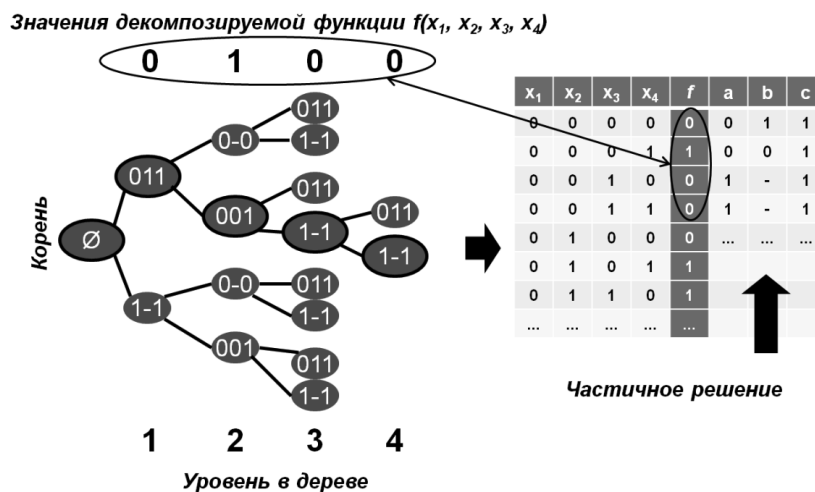 Значения декомпозируемой функции f(x₁, x₂, x₃, x₄)
0 1 0 0
Корень
Ø
011
1-1
0-0
001
0-0
001
011
1-1
011
1-1
011
1-1
011
1-1
011
1-1
1 2 3 4
Уровень в дереве
x₁ x₂ x₃ x₄ f a b c
0 0 0 0 0 0 1 1
0 0 0 1 1 0 0 1
0 0 1 0 0 1 - 1
0 0 1 1 0 1 - 1
0 1 0 0 0 ... ... ...
0 1 0 1 1
0 1 1 0 1
... ... ... ... ...
Частичное решение